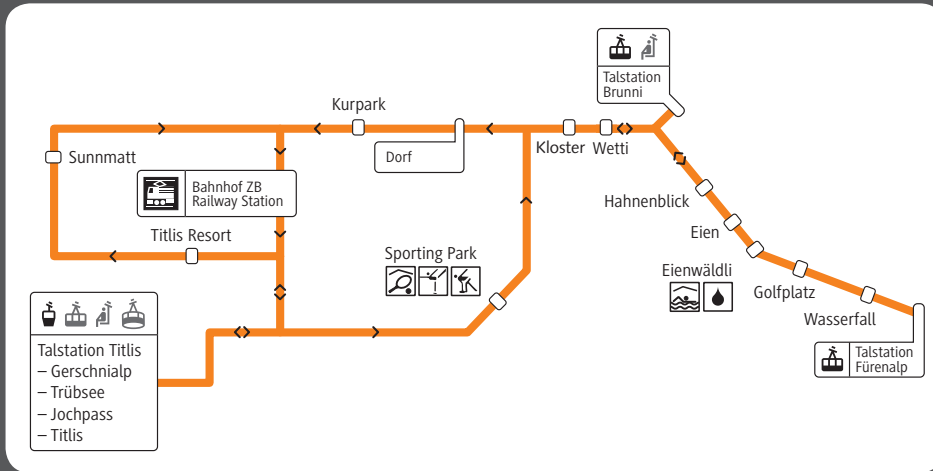 Talstation
Brunni
Kurpark
Kloster
Wetti
Dorf
Sunnmatt
Bahnhof ZB
Railway Station
Hahnenblick
Titlis Resort
Eien
Sporting Park
Eienwäldli
Golfplatz
Wasserfall
Talstation Titlis
– Gerschnialp
– Trübsee
– Jochpass
– Titlis
Talstation
Fürenalp